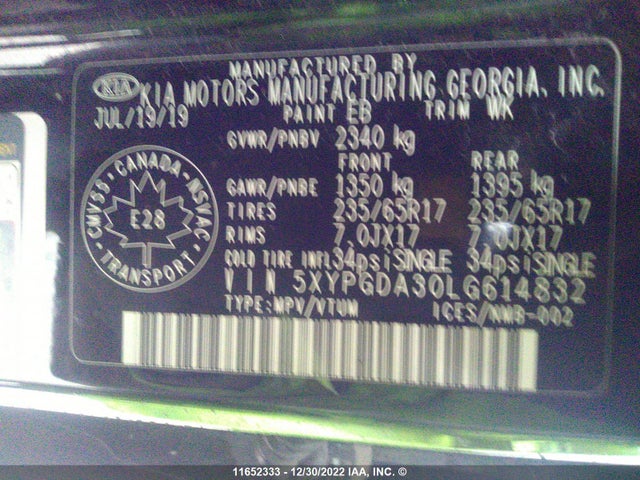 MANUFACTURED BY
KIA KIA MOTORS MANUFACTURING GEORGIA, INC.
JUL/19/19 PAINT EB TRIM WK
GVWR/PNBV 2340 kg
FRONT REAR
GAWR/PNBE 1350 kg 1395 kg
TIRES 235/65R17 235/65R17
RIMS 7.0JX17 7.0JX17
COLD TIRE INFL 34psi SINGLE 34psi SINGLE
VIN 5XYPGDA30LG614832
TYPE:MPV/VTUM ICES/NMB-002
CMVSS - CANADA - NSVAC - TRANSPORT -
E28
11652333 - 12/30/2022 IAA, INC. ©